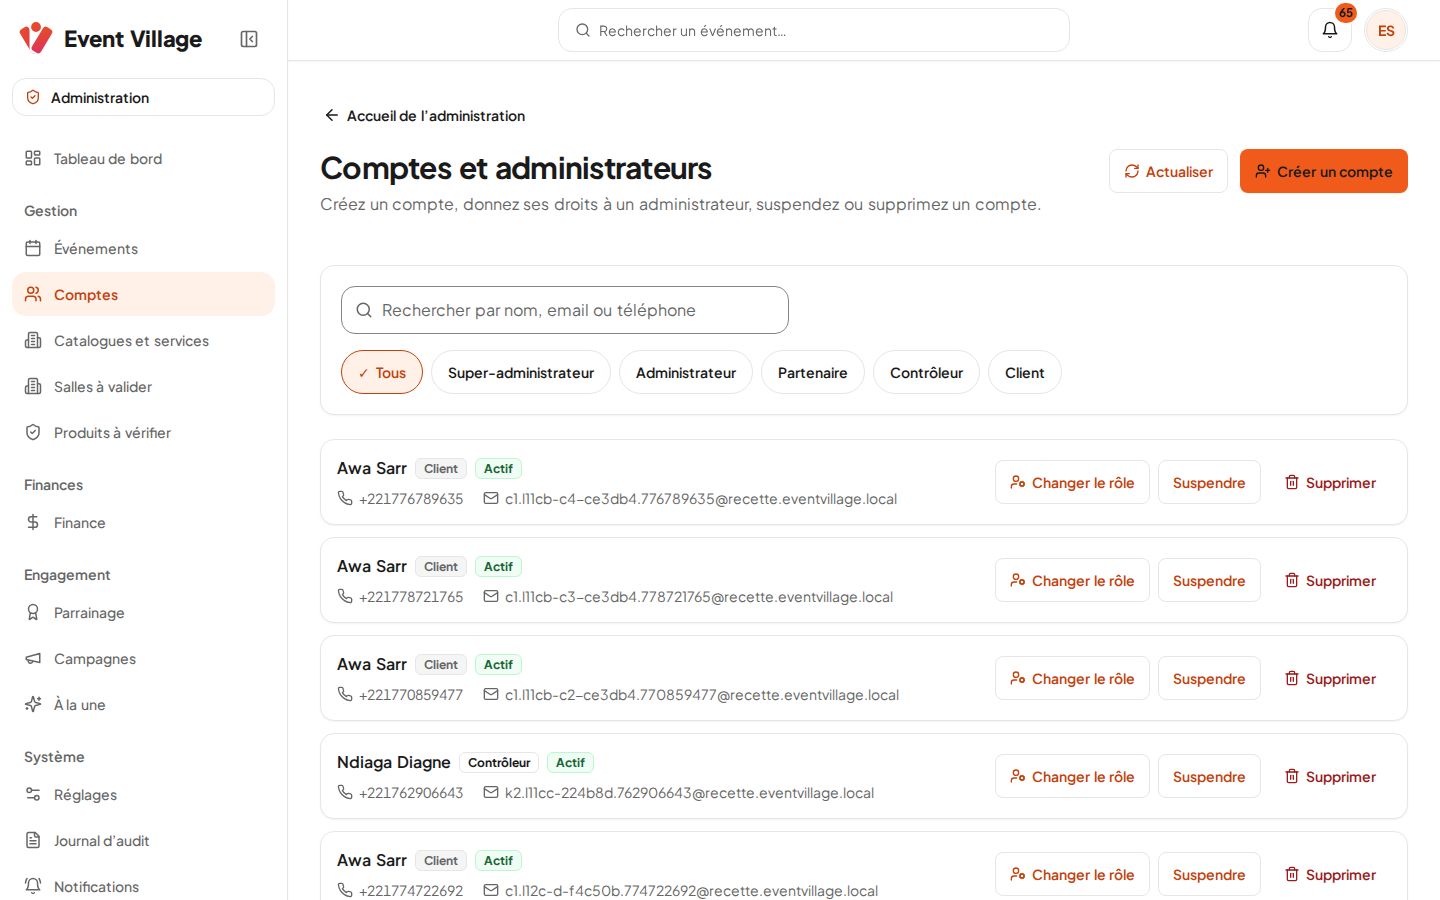 Event Village
Rechercher un événement...
65
ES
Administration
Accueil de l'administration
Tableau de bord
Comptes et administrateurs
Actualiser
Créer un compte
Créez un compte, donnez ses droits à un administrateur, suspendez ou supprimez un compte.
Gestion
Événements
Comptes
Catalogues et services
Salles à valider
Produits à vérifier
Finances
Finance
Engagement
Parrainage
Campagnes
À la une
Système
Réglages
Journal d'audit
Notifications
Rechercher par nom, email ou téléphone
✓ Tous
Super-administrateur
Administrateur
Partenaire
Contrôleur
Client
Awa Sarr Client Actif
+221776789635 c1.l11cb-c4-ce3db4.776789635@recette.eventvillage.local
Changer le rôle Suspendre Supprimer
Awa Sarr Client Actif
+221778721765 c1.l11cb-c3-ce3db4.778721765@recette.eventvillage.local
Changer le rôle Suspendre Supprimer
Awa Sarr Client Actif
+221770859477 c1.l11cb-c2-ce3db4.770859477@recette.eventvillage.local
Changer le rôle Suspendre Supprimer
Ndiaga Diagne Contrôleur Actif
+221762906643 k2.l11cc-224b8d.762906643@recette.eventvillage.local
Changer le rôle Suspendre Supprimer
Awa Sarr Client Actif
+221774722692 c1.l12c-d-f4c50b.774722692@recette.eventvillage.local
Changer le rôle Suspendre Supprimer